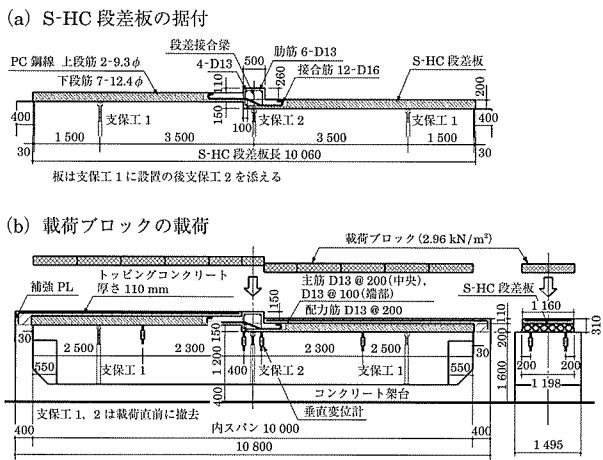 (a) S-HC 段差板の据付
段差接合梁
500
肋筋 6-D13
4-D13
PC 鋼線 上段筋 2-9.3φ
下段筋 7-12.4φ
110
260
接合筋 12-D16
S-HC 段差板
200
400
150
100
400
支保工 1
支保工 2
支保工 1
1 500
3 500
3 500
1 500
30
S-HC 段差板長 10 060
30
板は支保工 1 に設置の後支保工 2 を添える
(b) 載荷ブロックの載荷
載荷ブロック (2.96 kN/m²)
補強 PL
トッピングコンクリート
厚さ 110 mm
150
主筋 D13 @ 200 (中央),
D13 @ 100 (端部)
配力筋 D13 @ 200
S-HC 段差板
1 160
110
200
310
30
150
30
2 500
2 300
2 300
2 500
1 200
400
550
支保工 1
支保工 2
支保工 1
550
コンクリート架台
400
垂直変位計
支保工 1, 2 は載荷直前に撤去
400
内スパン 10 000
400
10 800
1 600
200
200
1 198
1 495